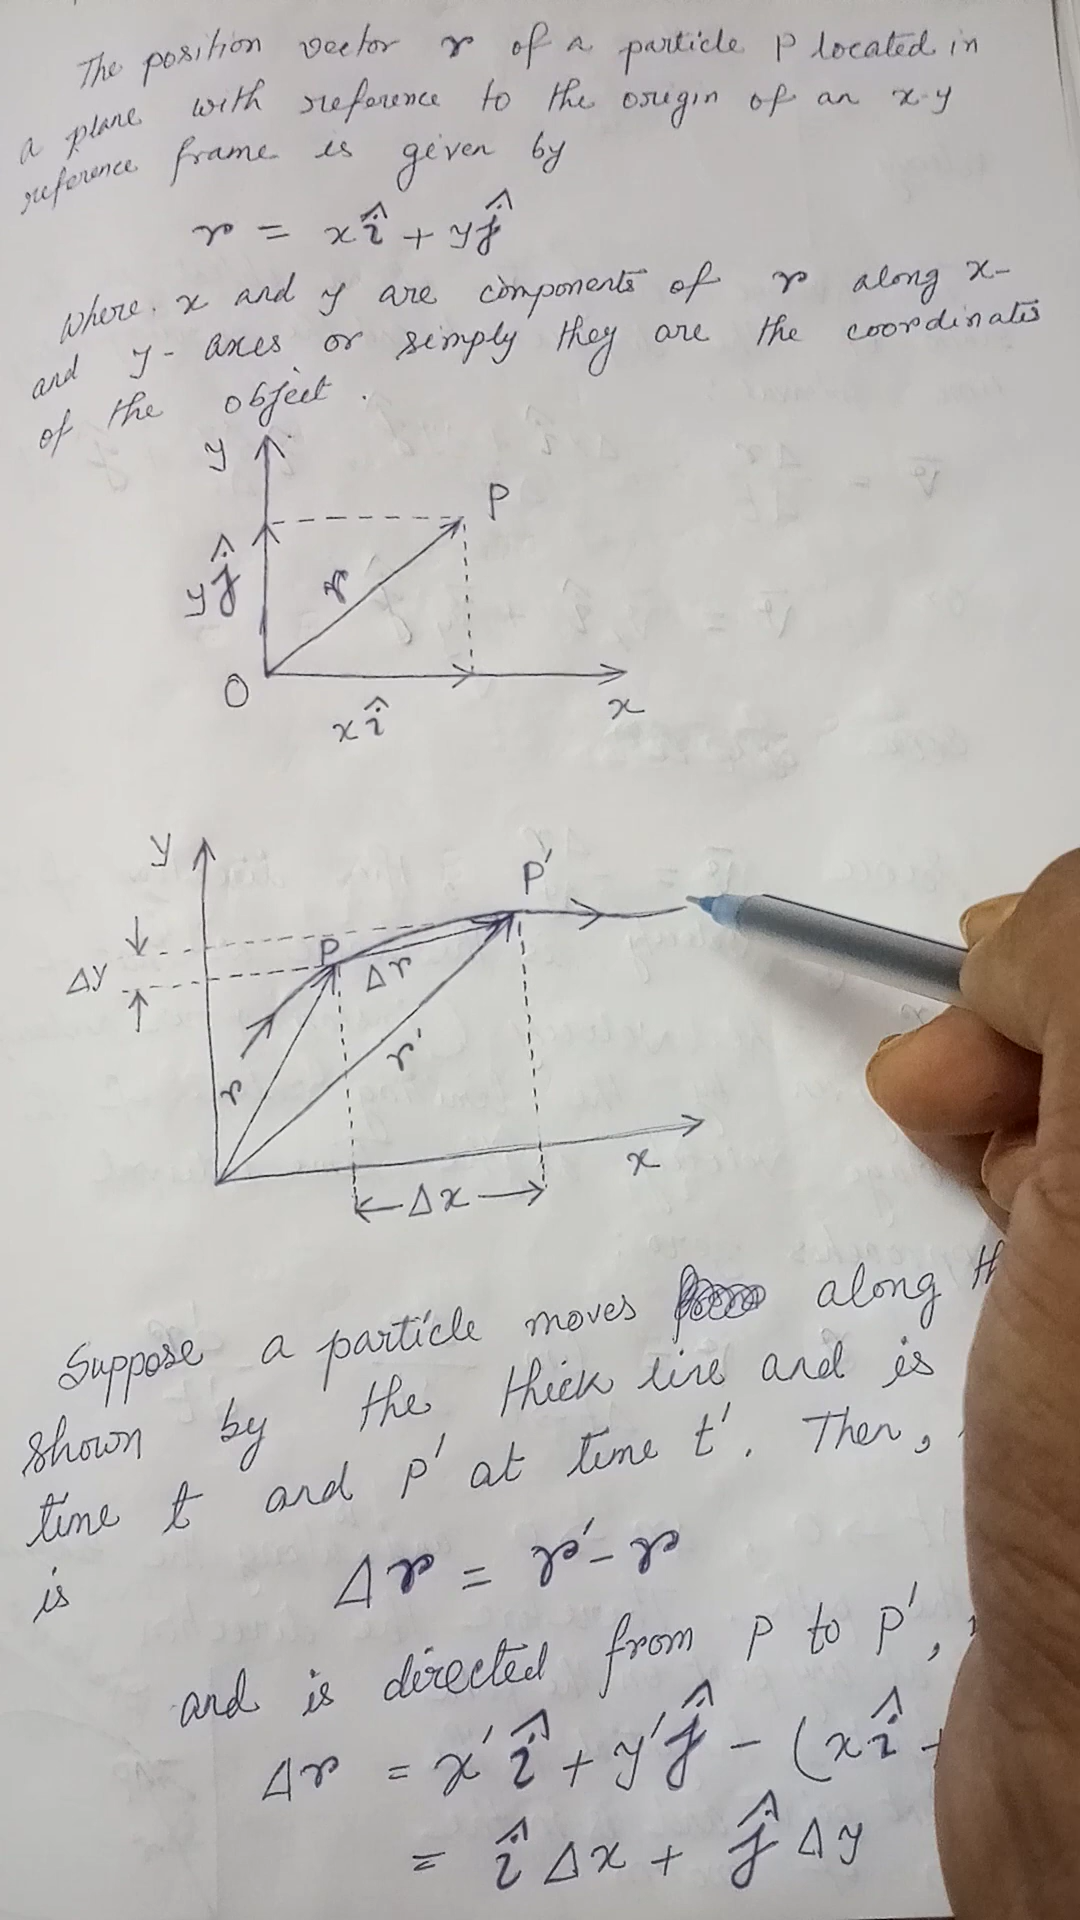 The position vector r of a particle P located in
a plane with reference to the origin of an x-y
reference frame is given by
r = xî + yĵ
where x and y are components of r along x-
and y- axes or simply they are the coordinates
of the object.
y
P
yĵ
r
O
xî
x
y
P'
P
Δy
Δr
r'
r
x
Δx
Suppose a particle moves along
shown by the thick line and is
time t and P' at time t'. Then,
is
Δr = r' - r
and is directed from P to P',
Δr = x'î + y'ĵ - (xî +
= îΔx + ĵΔy